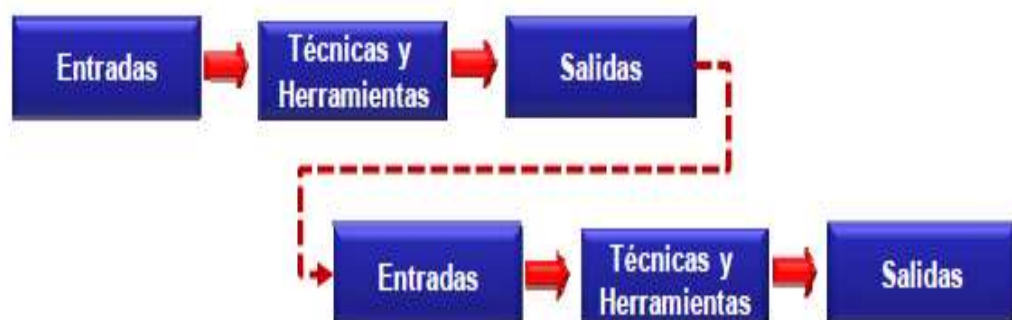 Entradas
Técnicas y
Herramientas
Salidas
Entradas
Técnicas y
Herramientas
Salidas